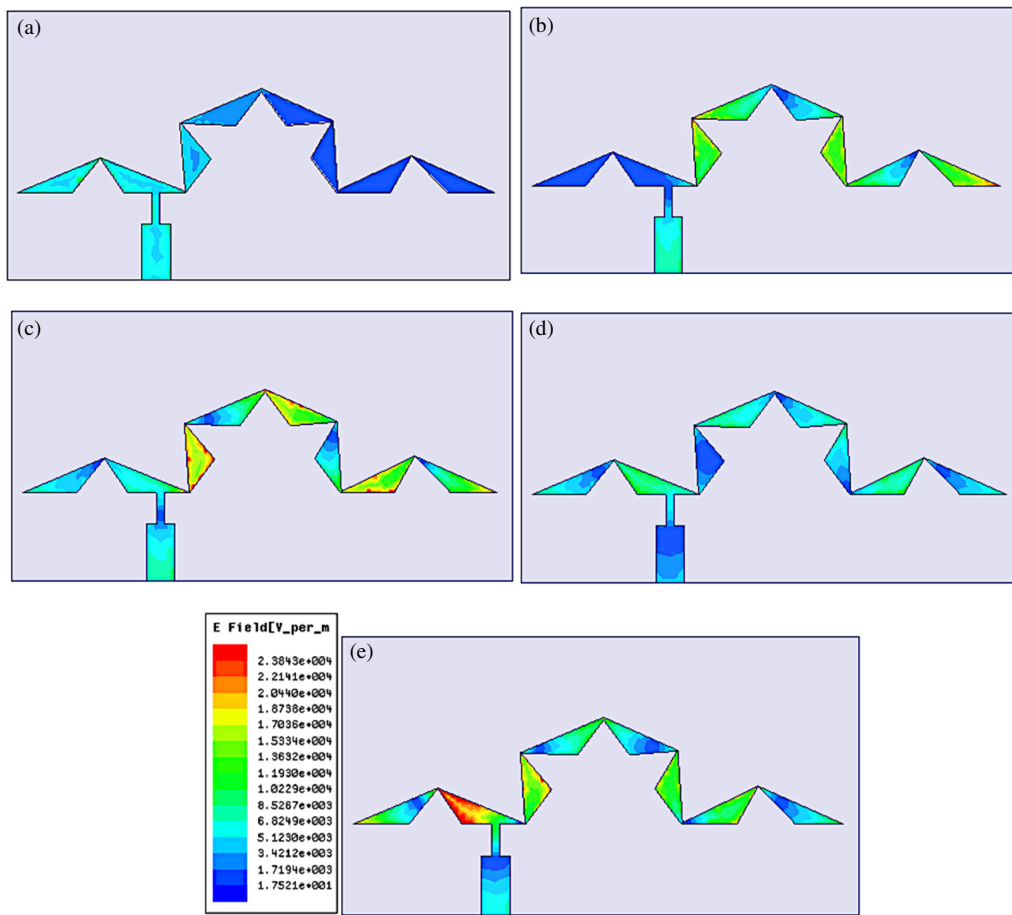 (a)
(b)
(c)
(d)
E Field[V_per_m
2.3843e+004
2.2141e+004
2.0440e+004
1.8738e+004
1.7036e+004
1.5334e+004
1.3632e+004
1.1930e+004
1.0229e+004
8.5267e+003
6.8249e+003
5.1230e+003
3.4212e+003
1.7194e+003
1.7521e+001
(e)